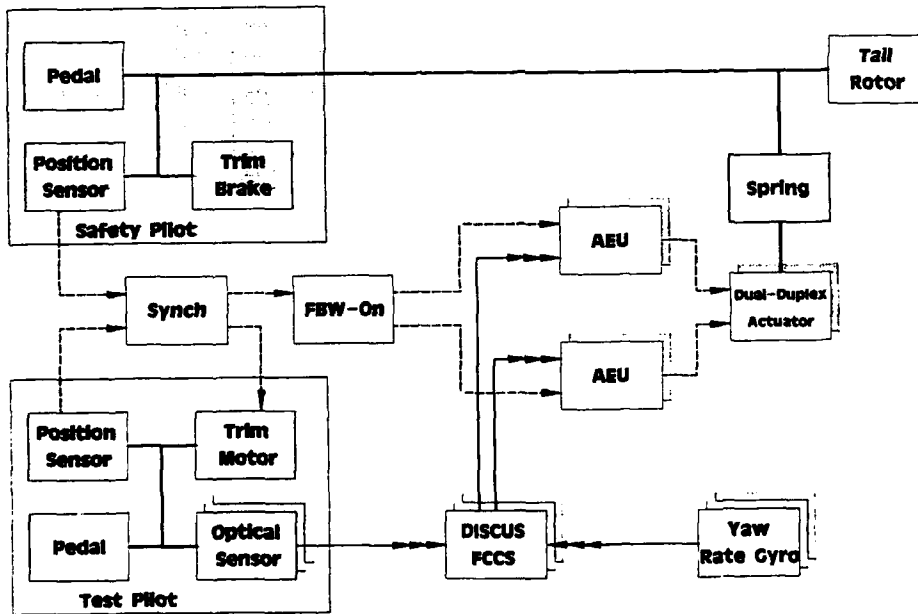 Pedal
Tail
Rotor
Position
Sensor
Trim
Brake
Spring
Safety Pilot
AEU
Synch
FBW-On
Dual-Duplex
Actuator
AEU
Position
Sensor
Trim
Motor
Pedal
Optical
Sensor
DISCUS
FCCS
Yaw
Rate Gyro
Test Pilot